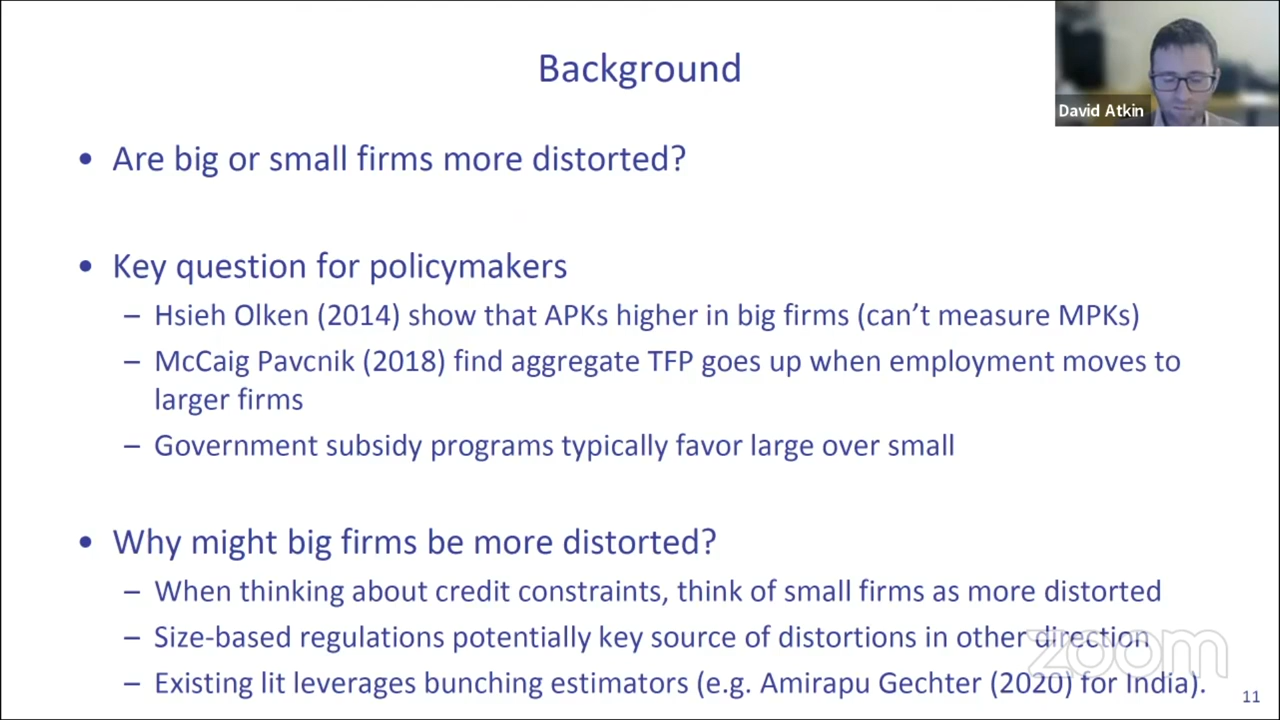 Background
David Atkin
• Are big or small firms more distorted?
• Key question for policymakers
– Hsieh Olken (2014) show that APKs higher in big firms (can't measure MPKs)
– McCaig Pavcnik (2018) find aggregate TFP goes up when employment moves to
larger firms
– Government subsidy programs typically favor large over small
• Why might big firms be more distorted?
– When thinking about credit constraints, think of small firms as more distorted
– Size-based regulations potentially key source of distortions in other direction
– Existing lit leverages bunching estimators (e.g. Amirapu Gechter (2020) for India).
zoom
11